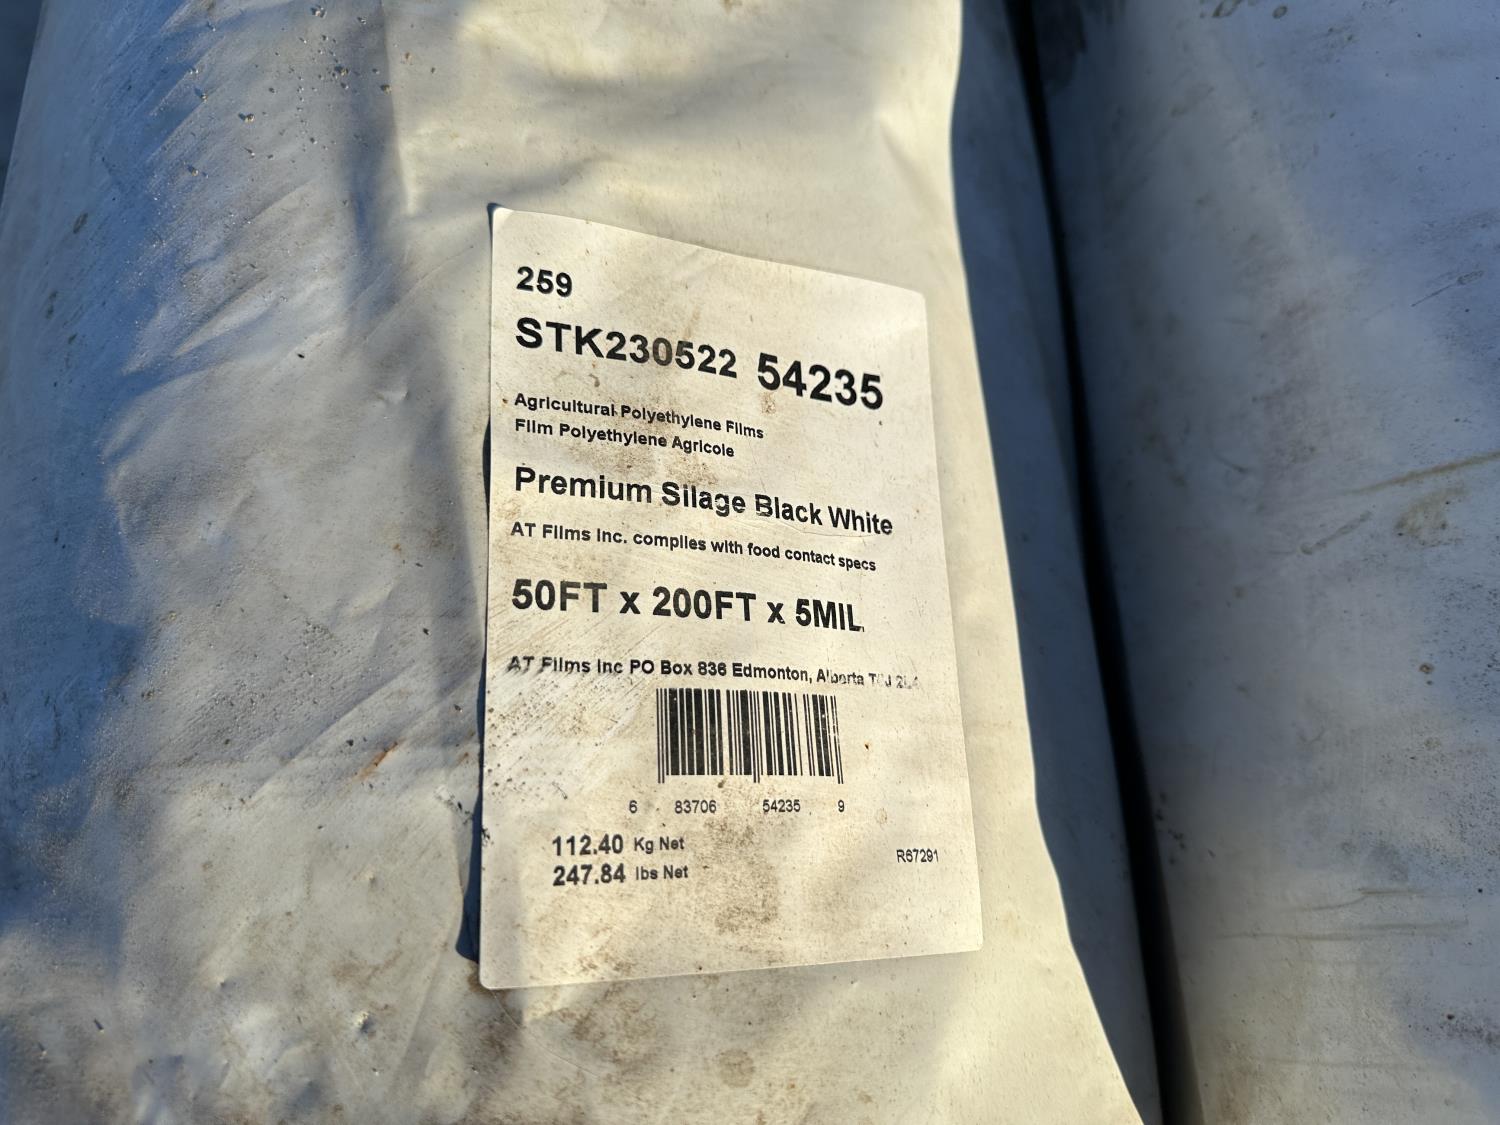 259
STK230522 54235
Agricultural Polyethylene Films
Film Polyethylene Agricole
Premium Silage Black White
AT Films Inc. complies with food contact specs
50FT x 200FT x 5MIL
AT Films Inc PO Box 836 Edmonton, Alberta
6 83706 54235 9
112.40 Kg Net
247.84 lbs Net
R67291